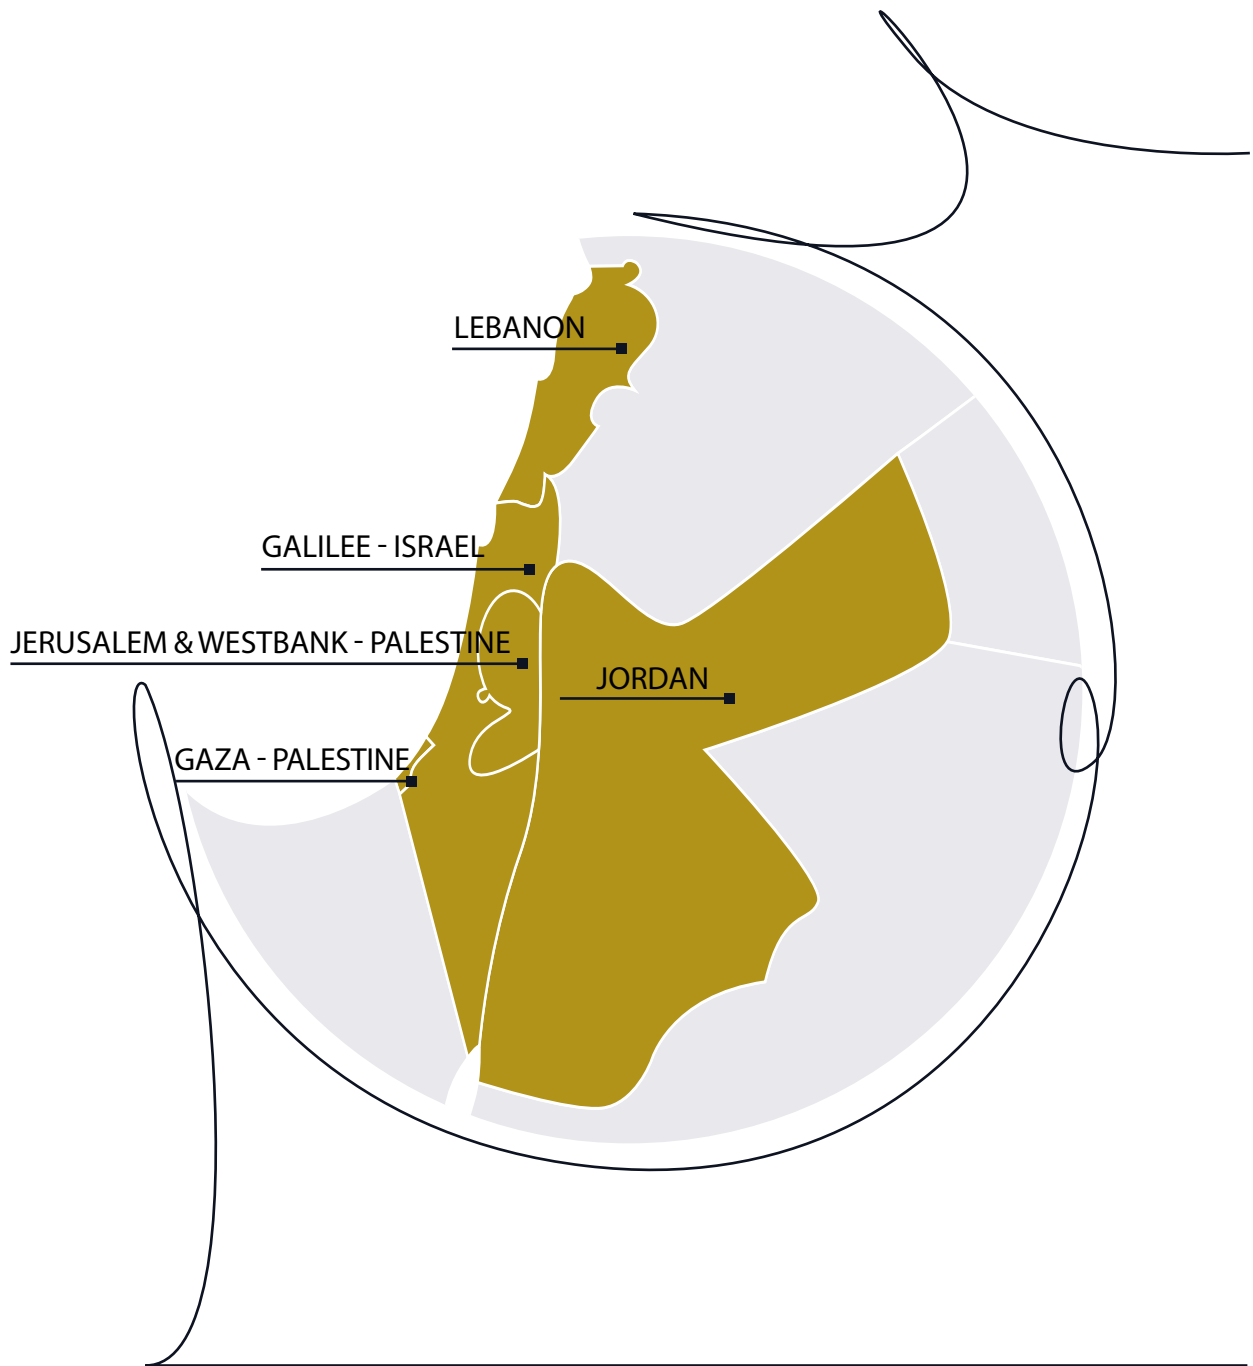 LEBANON
GALILEE - ISRAEL
JERUSALEM & WESTBANK - PALESTINE
JORDAN
GAZA - PALESTINE